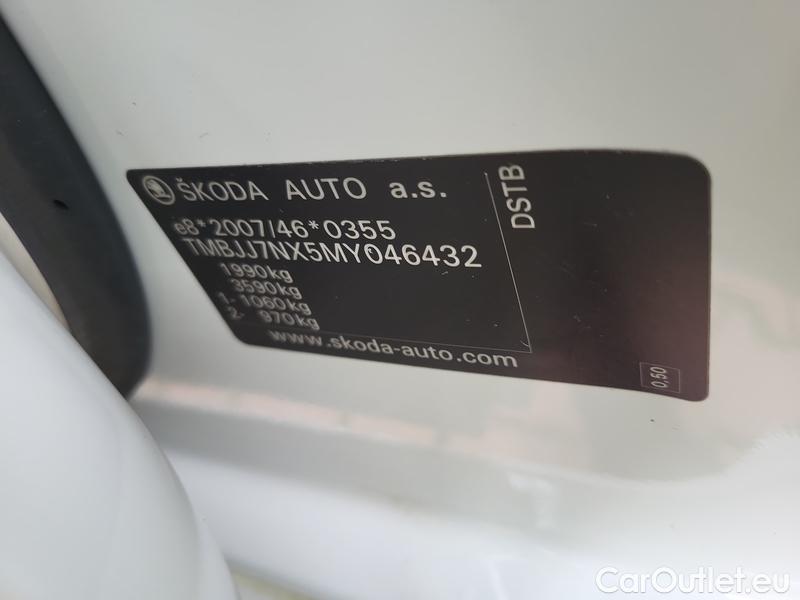 ŠKODA AUTO a.s.
e8*2007/46*0355
TMBJJ7NX5MY046432
1990kg
3590kg
1- 1060kg
2- 970kg
www.skoda-auto.com
DSTB
0,50
CarOutlet.eu